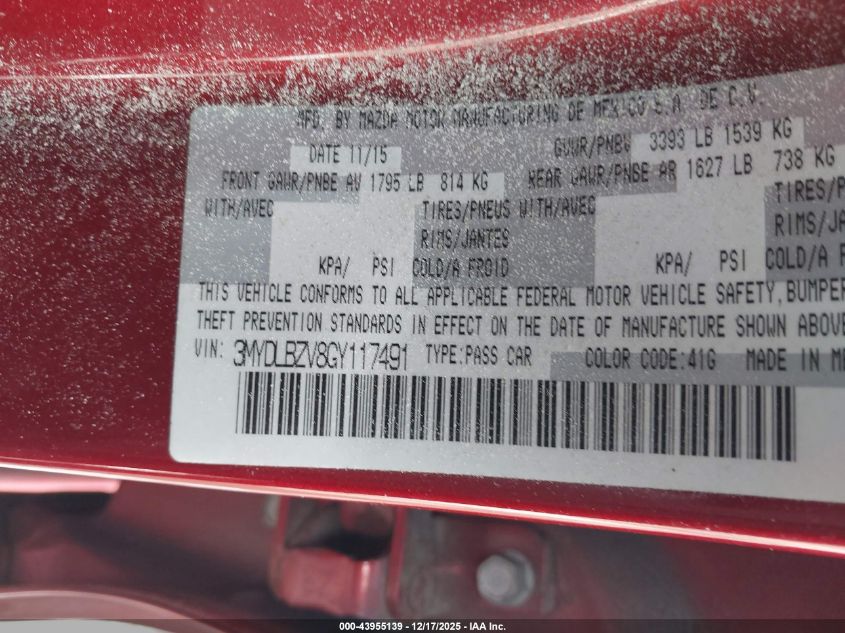 MFD. BY MAZDA MOTOR MANUFACTURING DE MEXICO S.A. DE C.V.
DATE 11/15 GVWR/PNBV 3393 LB 1539 KG
FRONT GAWR/PNBE AV 1795 LB 814 KG REAR GAWR/PNBE AR 1627 LB 738 KG
WITH/AVEC TIRES/PNEUS WITH/AVEC TIRES/P
RIMS/JANTES RIMS/JAN
KPA/ PSI COLD/A FROID KPA/ PSI COLD/A F
THIS VEHICLE CONFORMS TO ALL APPLICABLE FEDERAL MOTOR VEHICLE SAFETY, BUMPER
THEFT PREVENTION STANDARDS IN EFFECT ON THE DATE OF MANUFACTURE SHOWN ABOVE
VIN: 3MYDLBZV8GY117491 TYPE:PASS CAR COLOR CODE:41G MADE IN ME
000-43955139 — 12/17/2025 — IAA Inc.